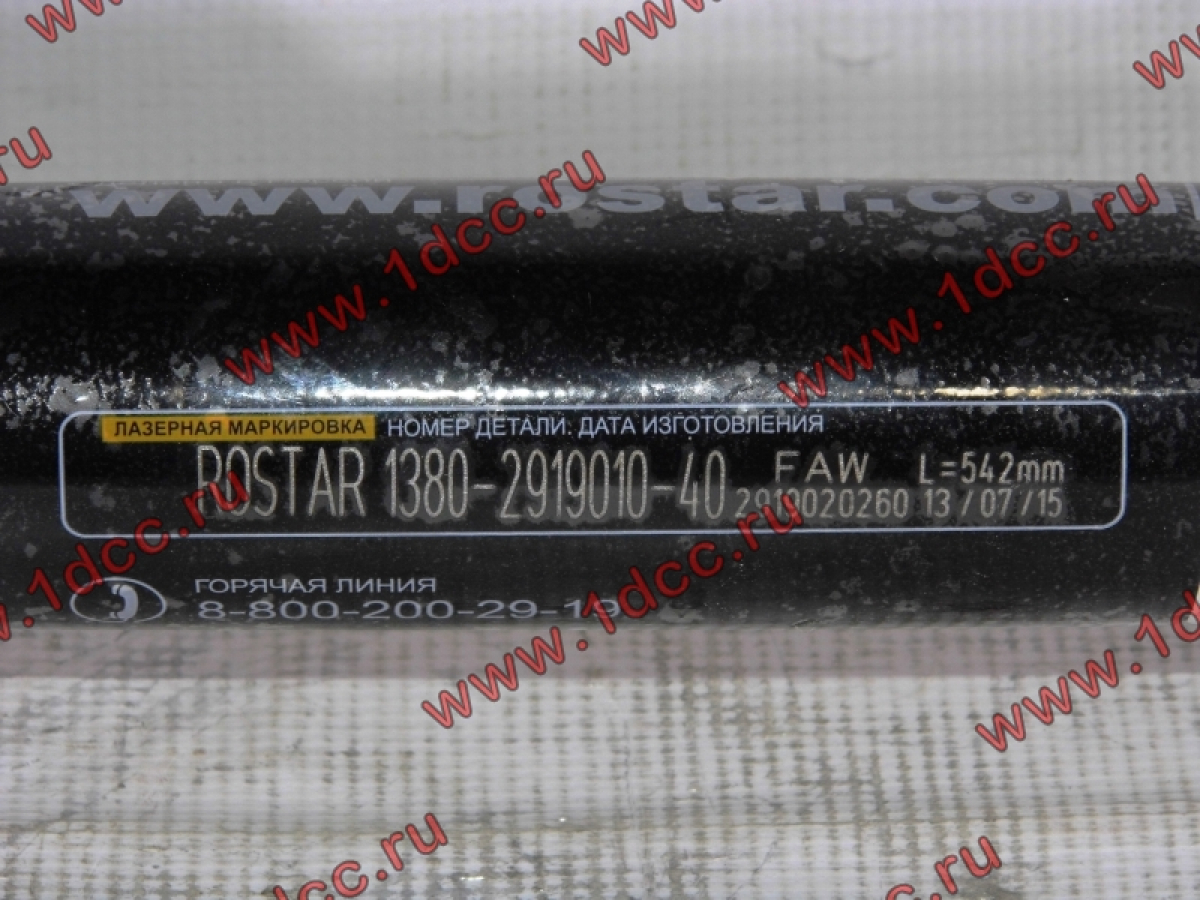 www.rostar.com
ЛАЗЕРНАЯ МАРКИРОВКА НОМЕР ДЕТАЛИ. ДАТА ИЗГОТОВЛЕНИЯ
ROSTAR 1380-2919010-40 FAW L=542mm
2919020260 13/07/15
ГОРЯЧАЯ ЛИНИЯ
8-800-200-29-19
www.1dcc.ru